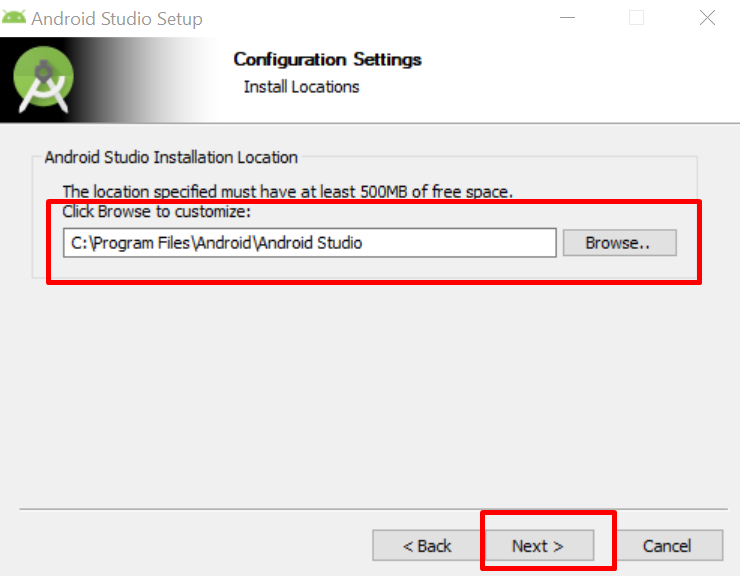 Android Studio Setup
Configuration Settings
Install Locations
Android Studio Installation Location
The location specified must have at least 500MB of free space.
Click Browse to customize:
C:\Program Files\Android\Android Studio
Browse..
< Back
Next >
Cancel